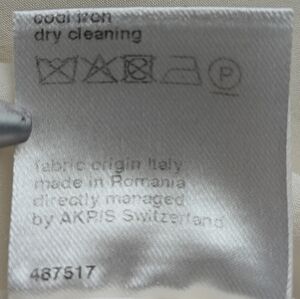 cool iron
dry cleaning
P
fabric origin Italy
made in Romania
directly managed
by AKRIS Switzerland
487517